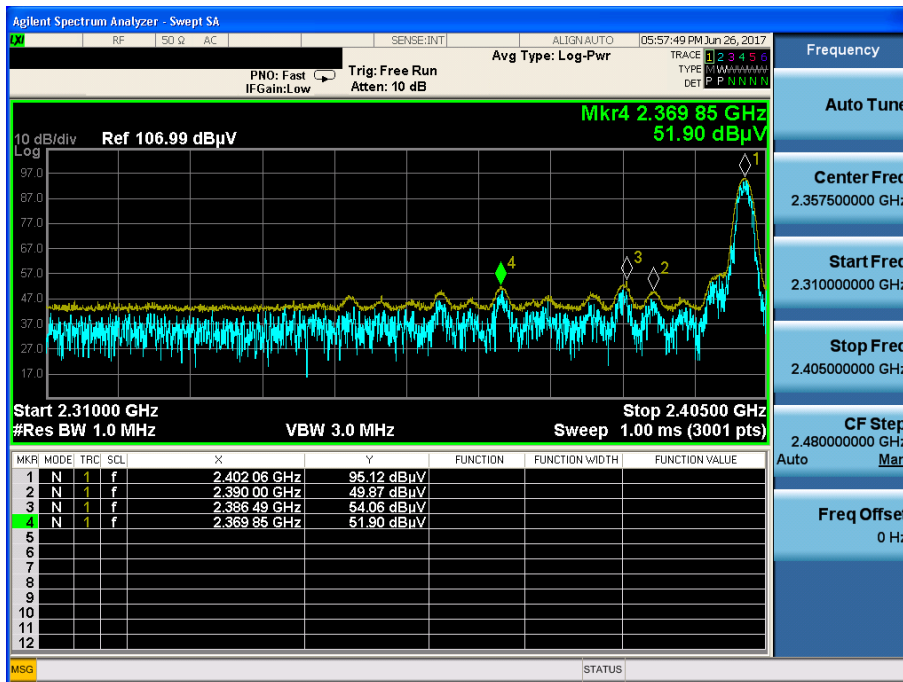 Agilent Spectrum Analyzer - Swept SA
LXI RF 50 Ω AC SENSE:INT ALIGN AUTO 05:57:49 PM Jun 26, 2017
Frequency
Avg Type: Log-Pwr
TRACE 1 2 3 4 5 6
TYPE M W W W W W
DET P P N N N N
PNO: Fast Trig: Free Run
IFGain:Low Atten: 10 dB
Auto Tune
Mkr4 2.369 85 GHz
51.90 dBµV
10 dB/div Ref 106.99 dBµV
Log
97.0
87.0
77.0
67.0
57.0
47.0
37.0
27.0
17.0
1
2
3
4
Center Freq
2.357500000 GHz
Start Freq
2.310000000 GHz
Stop Freq
2.405000000 GHz
Start 2.31000 GHz Stop 2.40500 GHz
#Res BW 1.0 MHz VBW 3.0 MHz Sweep 1.00 ms (3001 pts)
CF Step
2.480000000 GHz
Auto Man
MKR MODE TRC SCL X Y FUNCTION FUNCTION WIDTH FUNCTION VALUE
1 N 1 f 2.402 06 GHz 95.12 dBµV
2 N 1 f 2.390 00 GHz 49.87 dBµV
3 N 1 f 2.386 49 GHz 54.06 dBµV
4 N 1 f 2.369 85 GHz 51.90 dBµV
5
6
7
8
9
10
11
12
Freq Offset
0 Hz
MSG STATUS